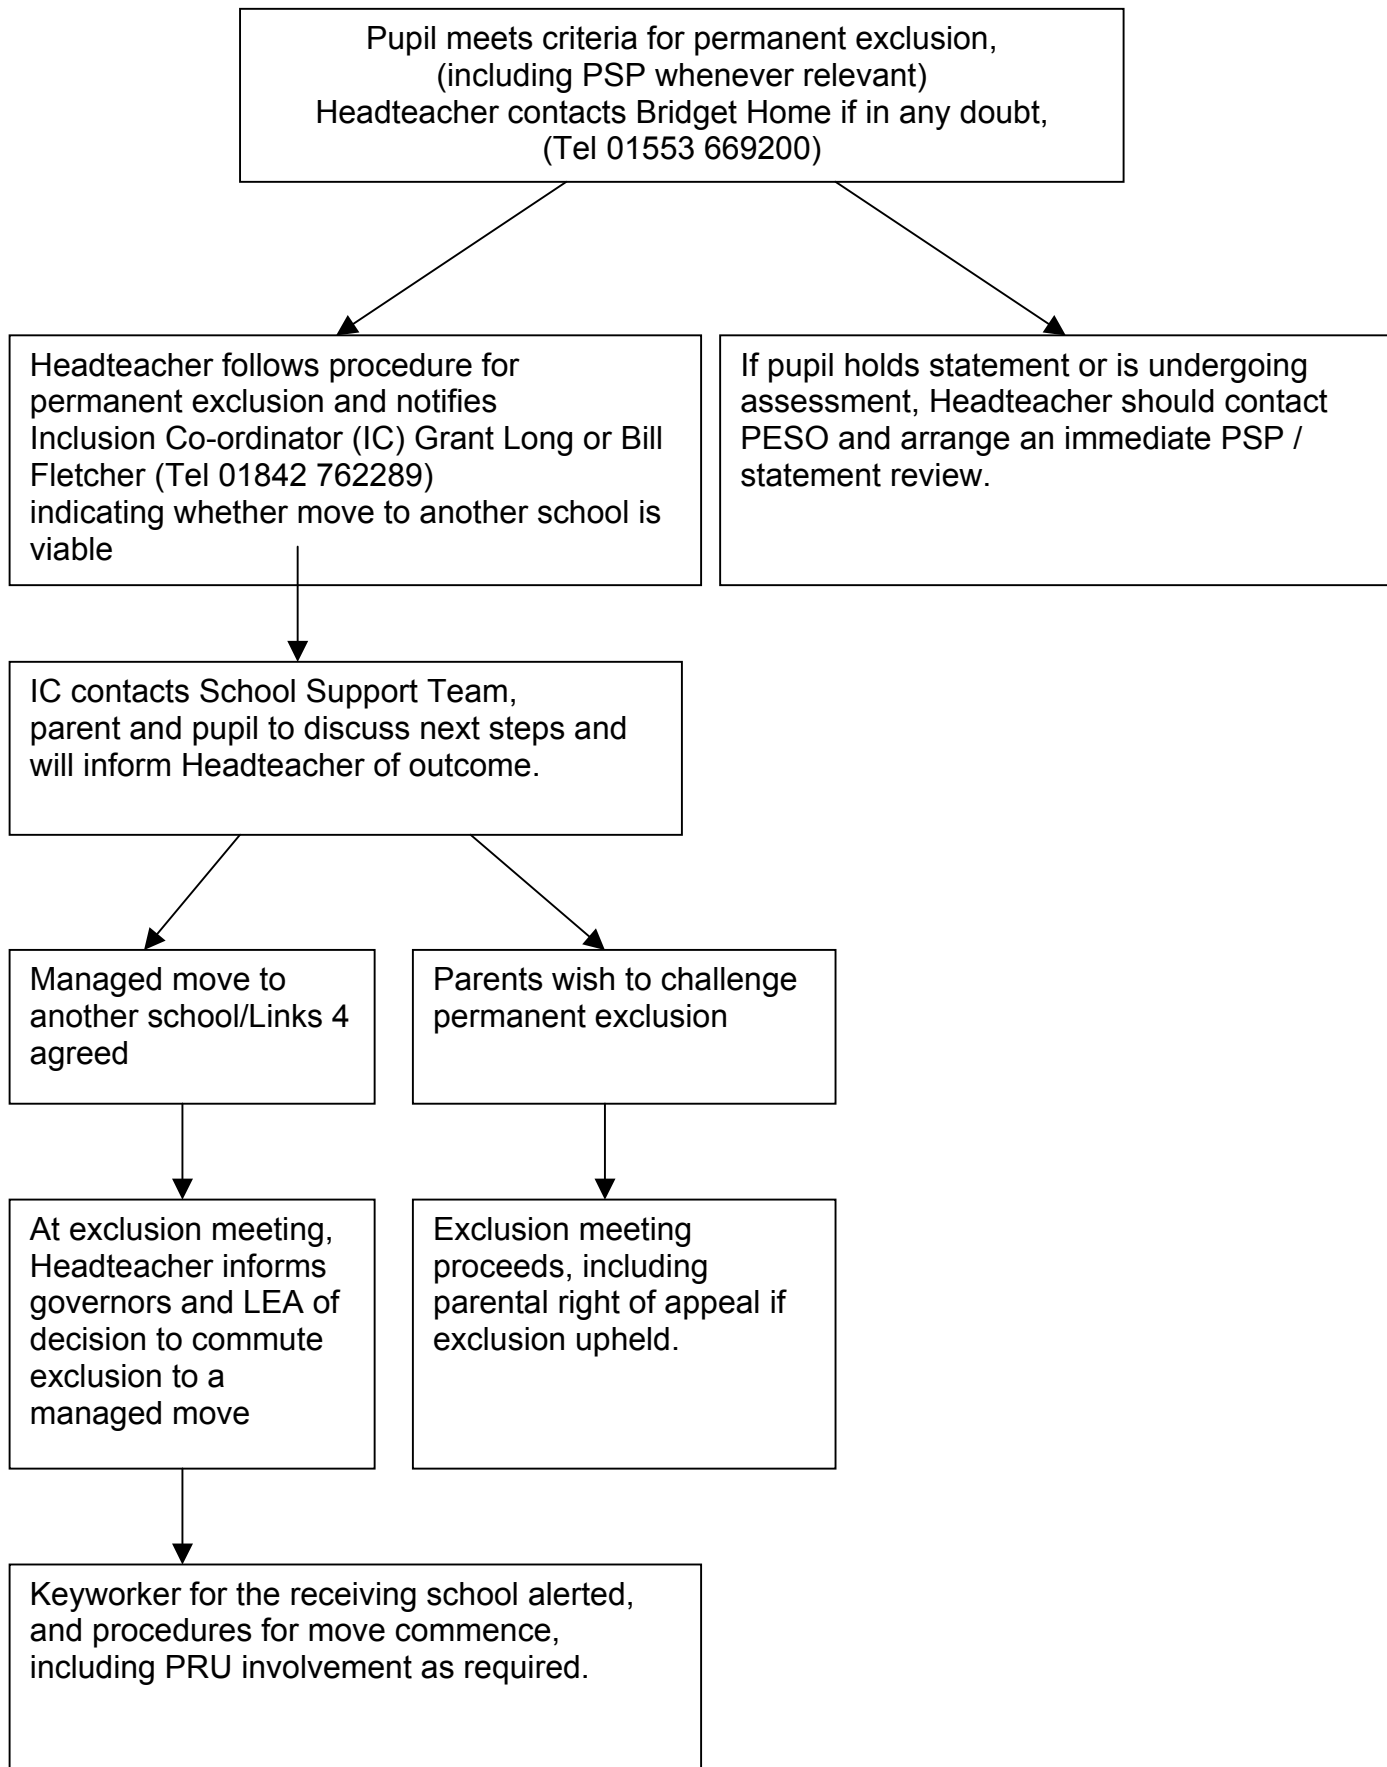 Pupil meets criteria for permanent exclusion,
(including PSP whenever relevant)
Headteacher contacts Bridget Home if in any doubt,
(Tel 01553 669200)
Headteacher follows procedure for
permanent exclusion and notifies
Inclusion Co-ordinator (IC) Grant Long or Bill
Fletcher (Tel 01842 762289)
indicating whether move to another school is
viable
If pupil holds statement or is undergoing
assessment, Headteacher should contact
PESO and arrange an immediate PSP /
statement review.
IC contacts School Support Team,
parent and pupil to discuss next steps and
will inform Headteacher of outcome.
Managed move to
another school/Links 4
agreed
Parents wish to challenge
permanent exclusion
At exclusion meeting,
Headteacher informs
governors and LEA of
decision to commute
exclusion to a
managed move
Exclusion meeting
proceeds, including
parental right of appeal if
exclusion upheld.
Keyworker for the receiving school alerted,
and procedures for move commence,
including PRU involvement as required.